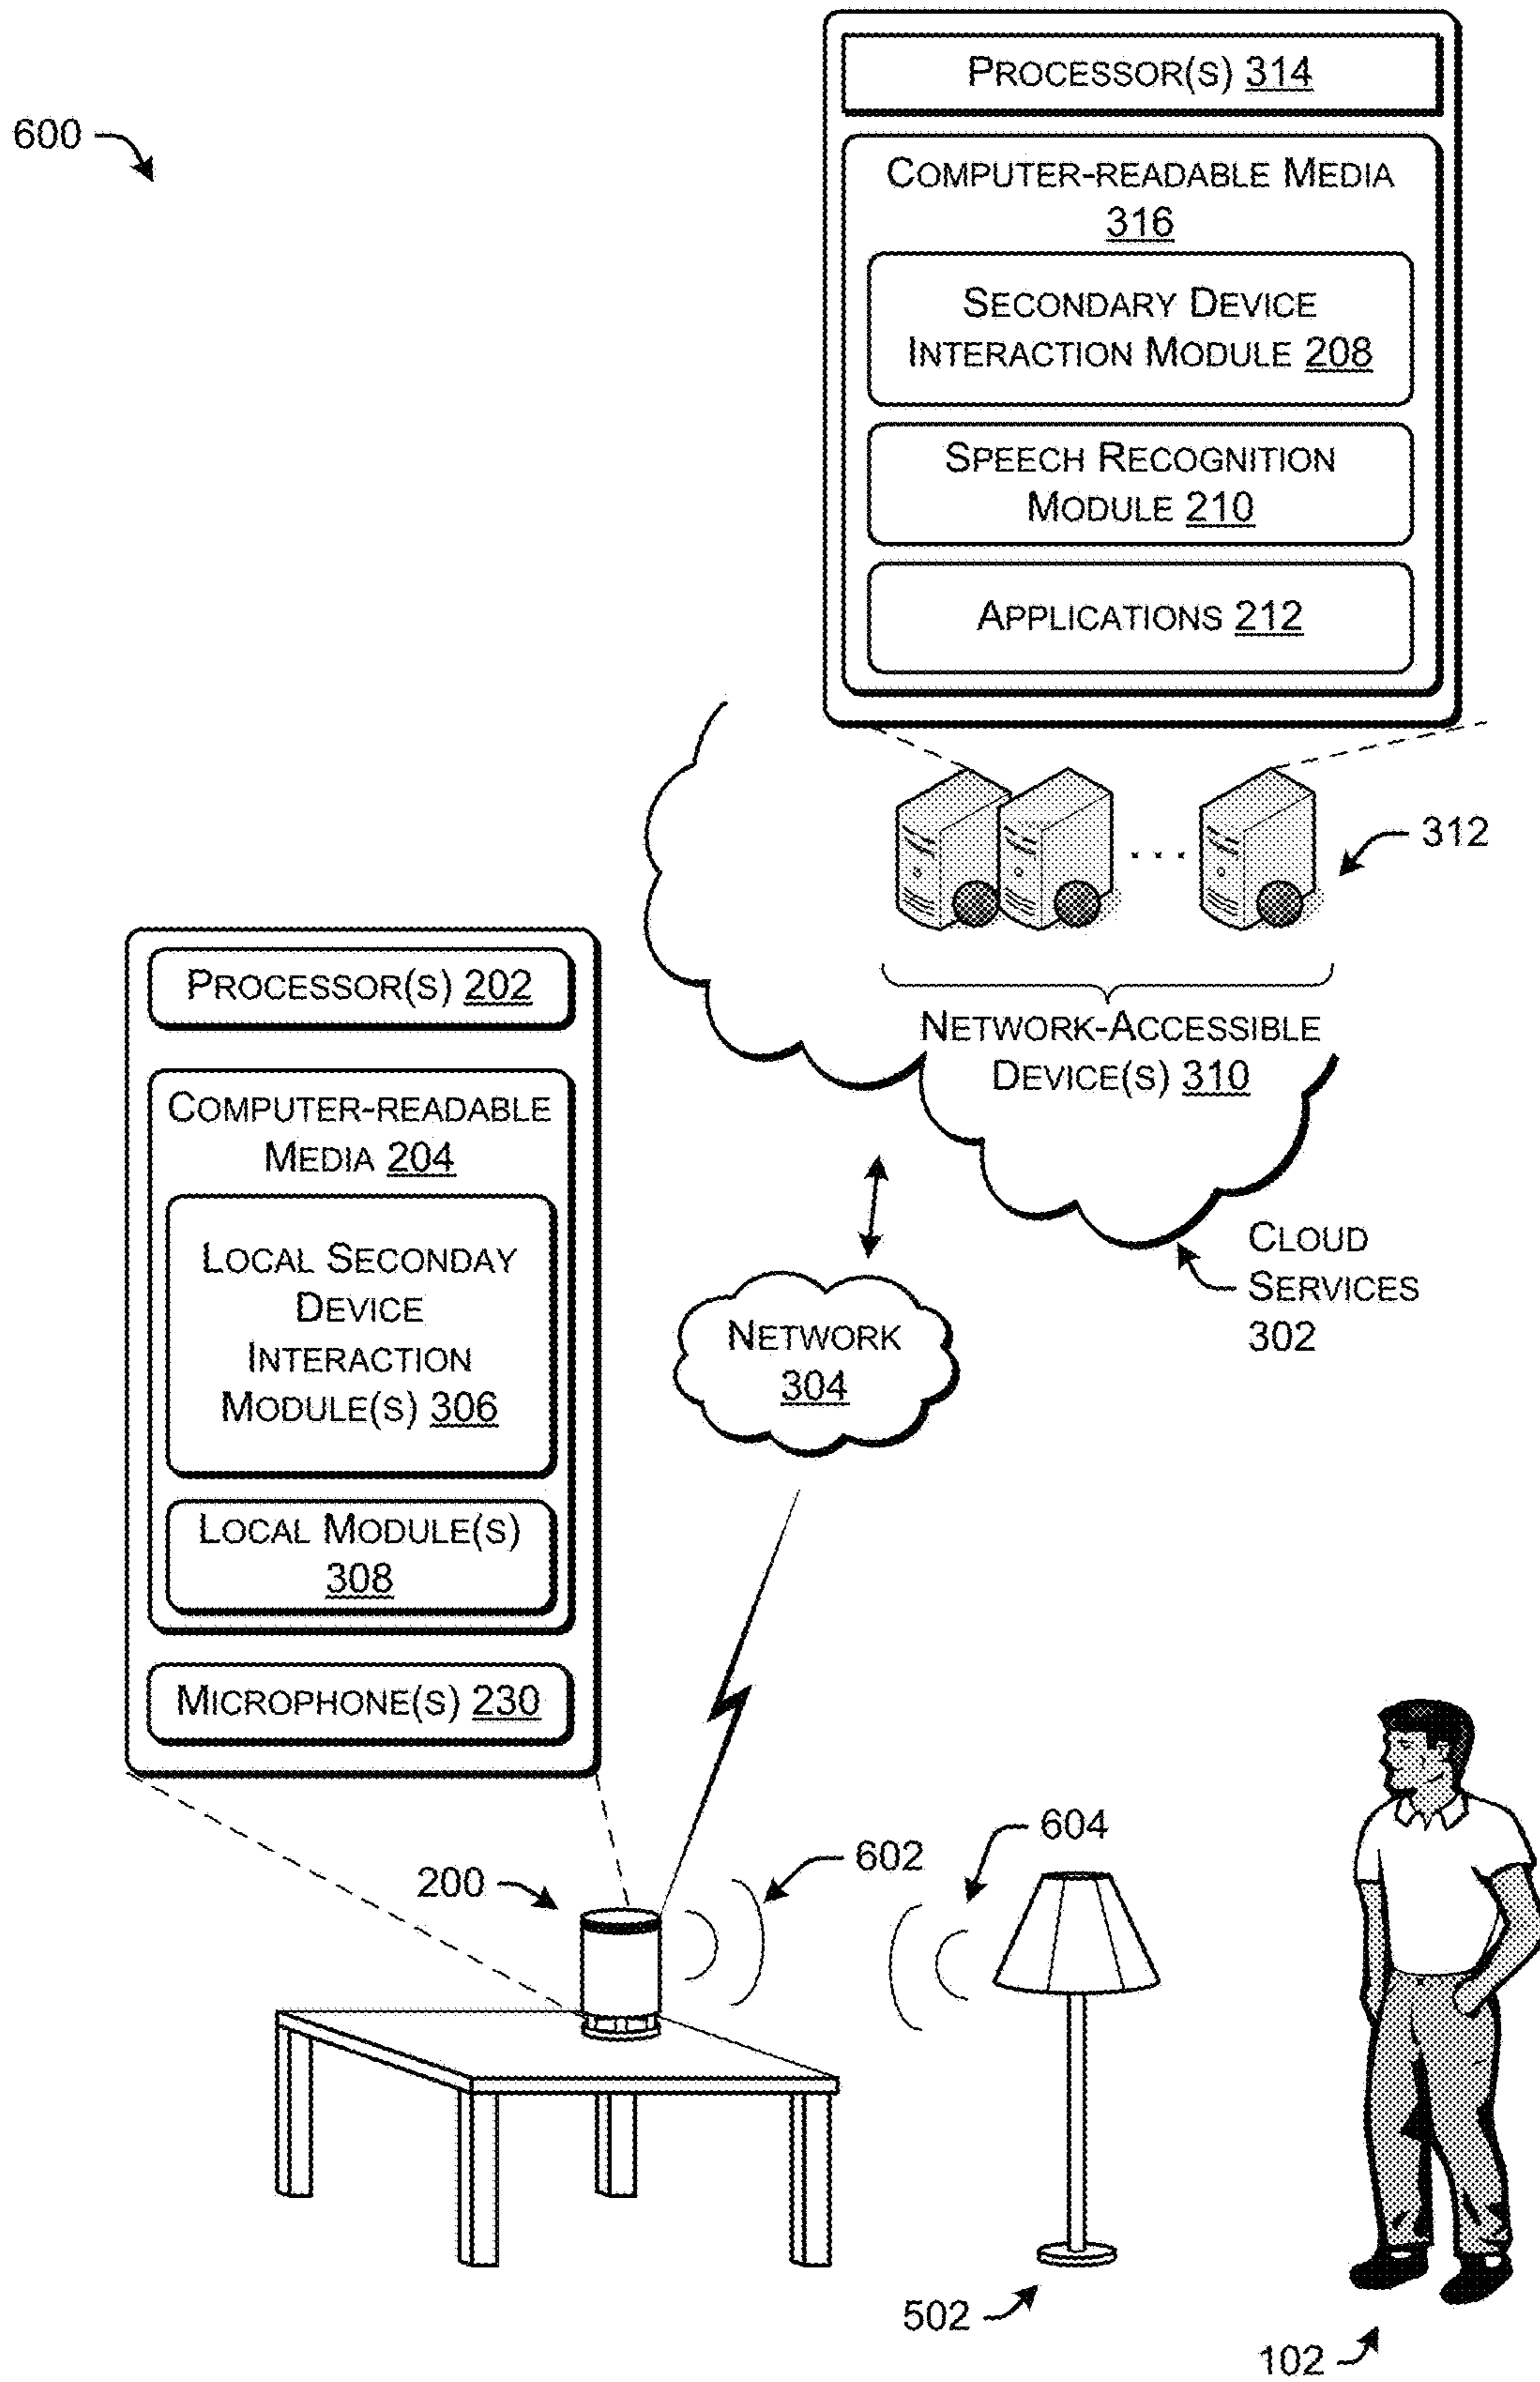 600
PROCESSOR(S) 314
COMPUTER-READABLE MEDIA
316
SECONDARY DEVICE
INTERACTION MODULE 208
SPEECH RECOGNITION
MODULE 210
APPLICATIONS 212
312
NETWORK-ACCESSIBLE
DEVICE(S) 310
CLOUD
SERVICES
302
NETWORK
304
PROCESSOR(S) 202
COMPUTER-READABLE
MEDIA 204
LOCAL SECONDAY
DEVICE
INTERACTION
MODULE(S) 306
LOCAL MODULE(S)
308
MICROPHONE(S) 230
200
602
604
502
102